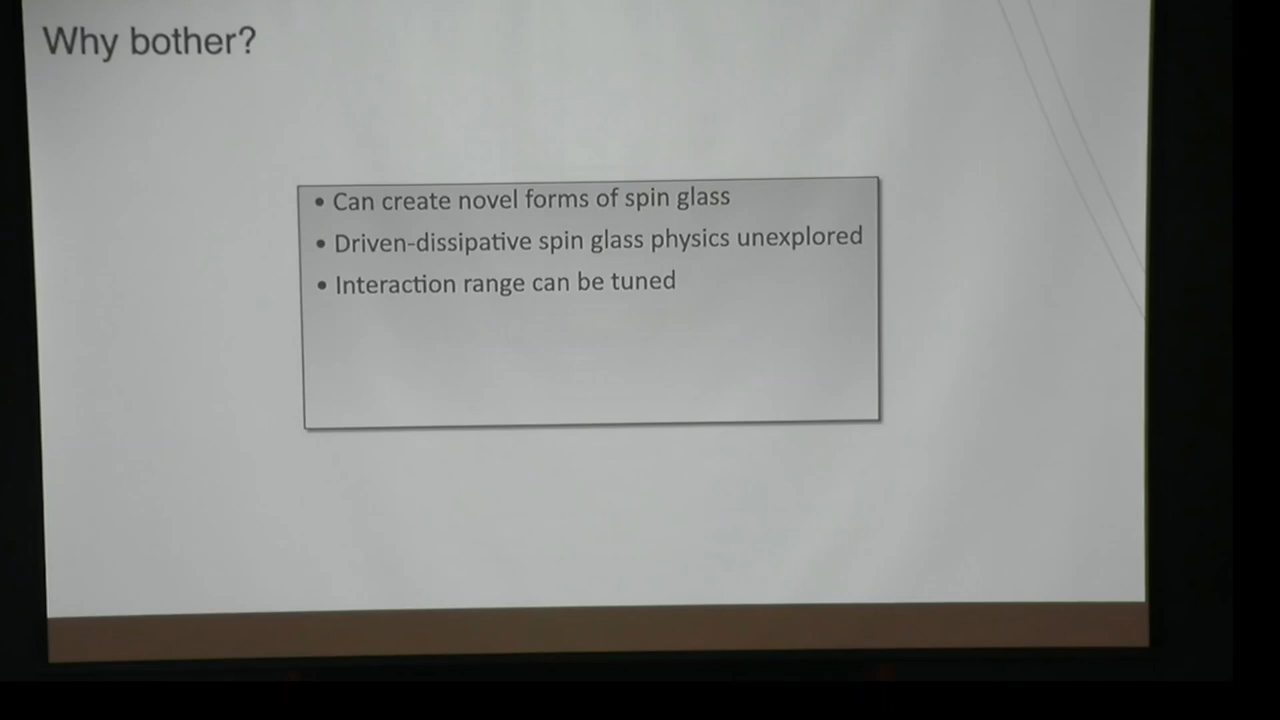 Why bother?
• Can create novel forms of spin glass
• Driven-dissipative spin glass physics unexplored
• Interaction range can be tuned